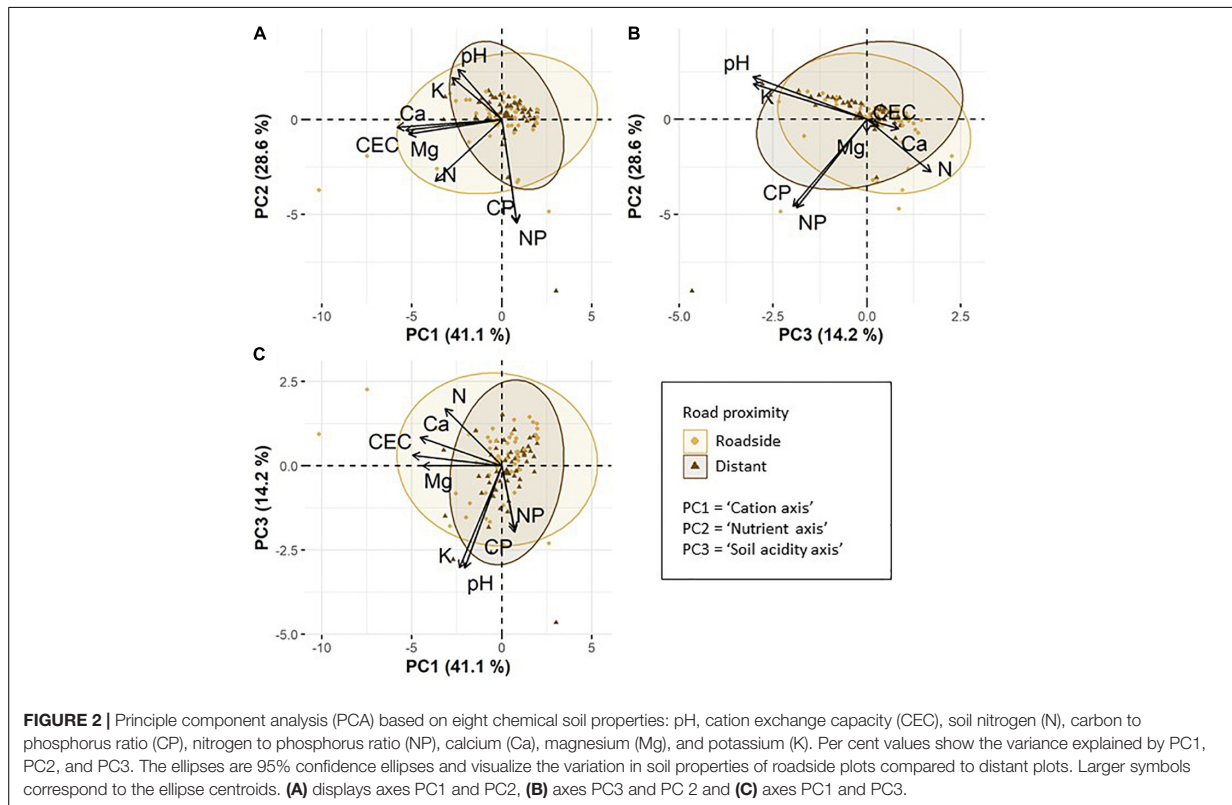 A
pH
K
Ca
CEC
Mg
N
CP
NP
0
-5
-10
-5
0
5
PC2 (28.6 %)
PC1 (41.1 %)
B
pH
K
CEC
Mg
Ca
N
CP
NP
0
-5
-5.0
-2.5
0.0
2.5
PC2 (28.6 %)
PC3 (14.2 %)
C
N
Ca
CEC
Mg
NP
CP
K
pH
2.5
0.0
-2.5
-5.0
-10
-5
0
5
PC3 (14.2 %)
PC1 (41.1 %)
Road proximity
Roadside
Distant
PC1 = ‘Cation axis’
PC2 = ‘Nutrient axis’
PC3 = ‘Soil acidity axis’
FIGURE 2 | Principle component analysis (PCA) based on eight chemical soil properties: pH, cation exchange capacity (CEC), soil nitrogen (N), carbon to
phosphorus ratio (CP), nitrogen to phosphorus ratio (NP), calcium (Ca), magnesium (Mg), and potassium (K). Per cent values show the variance explained by PC1,
PC2, and PC3. The ellipses are 95% confidence ellipses and visualize the variation in soil properties of roadside plots compared to distant plots. Larger symbols
correspond to the ellipse centroids. (A) displays axes PC1 and PC2, (B) axes PC3 and PC 2 and (C) axes PC1 and PC3.